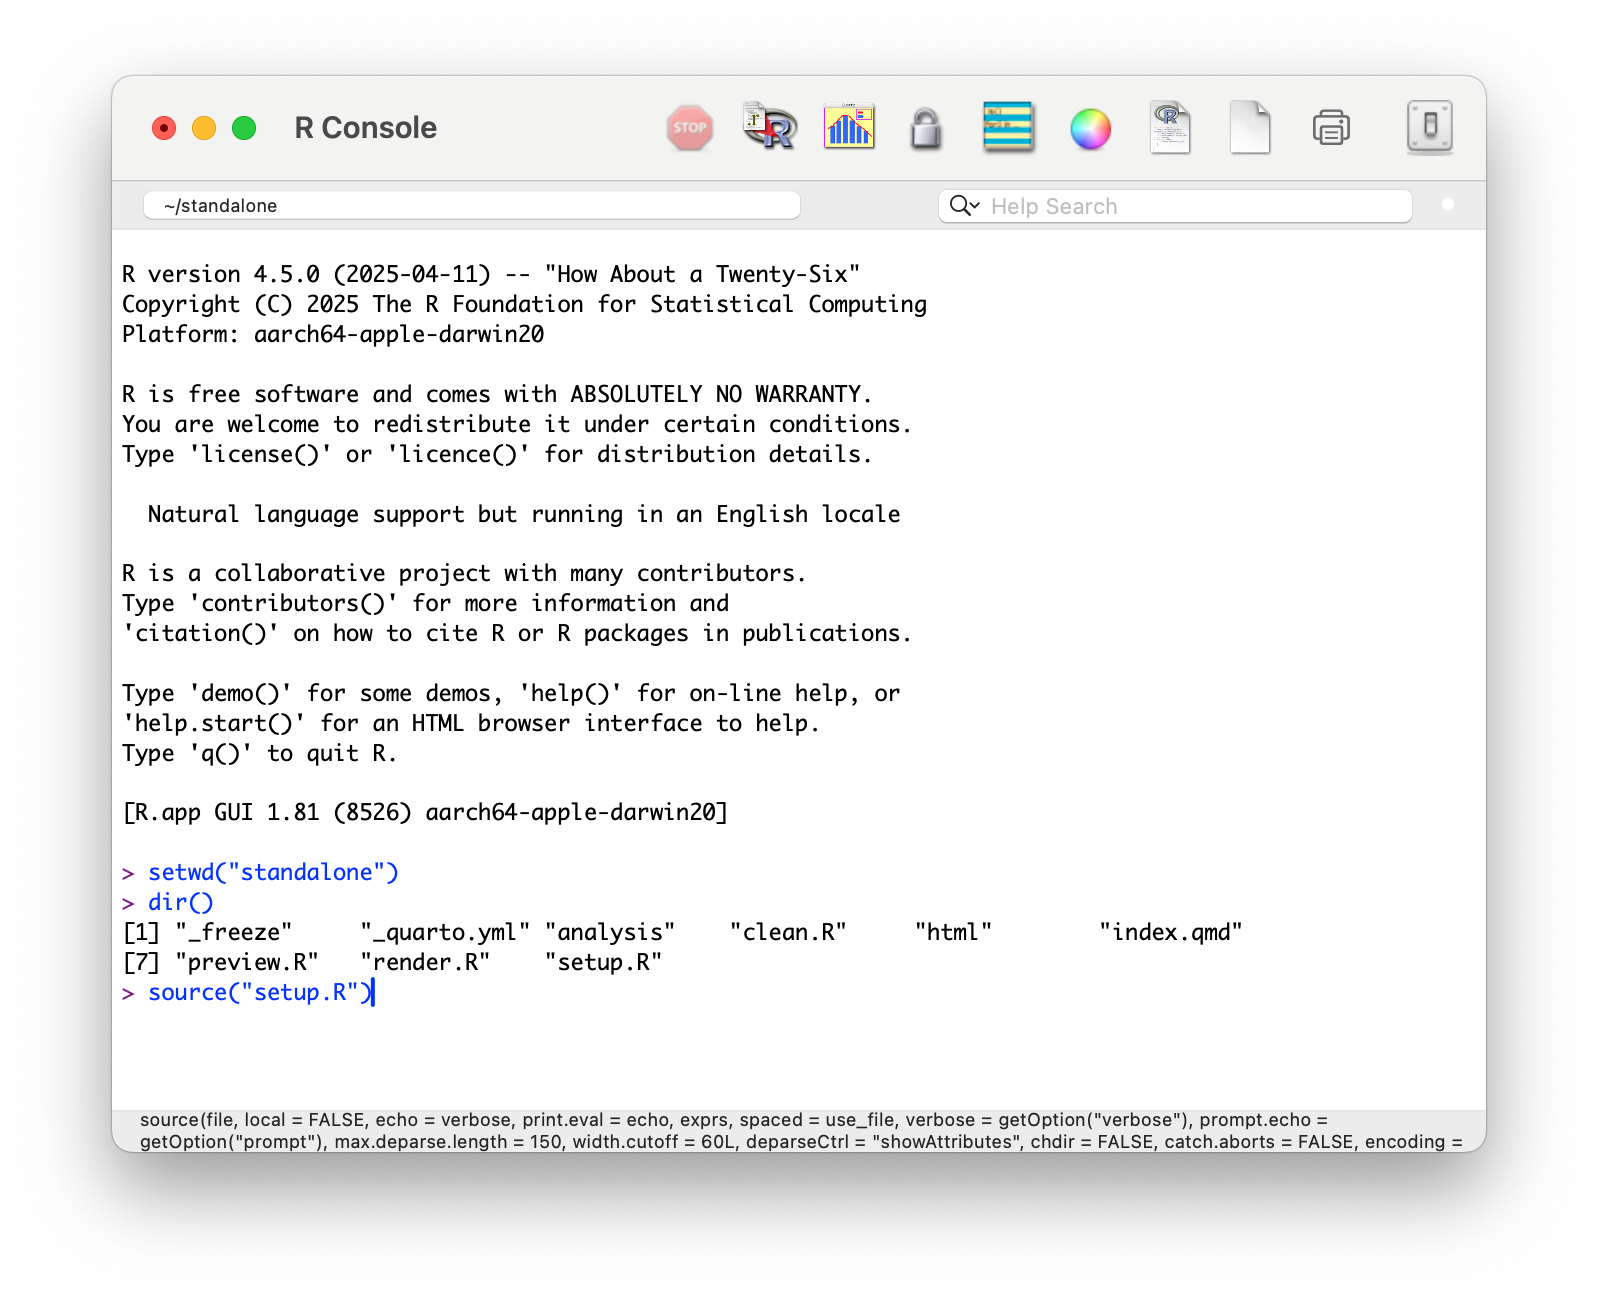 R Console
STOP
~/standalone
Help Search
R version 4.5.0 (2025-04-11) -- "How About a Twenty-Six"
Copyright (C) 2025 The R Foundation for Statistical Computing
Platform: aarch64-apple-darwin20
R is free software and comes with ABSOLUTELY NO WARRANTY.
You are welcome to redistribute it under certain conditions.
Type 'license()' or 'licence()' for distribution details.
Natural language support but running in an English locale
R is a collaborative project with many contributors.
Type 'contributors()' for more information and
'citation()' on how to cite R or R packages in publications.
Type 'demo()' for some demos, 'help()' for on-line help, or
'help.start()' for an HTML browser interface to help.
Type 'q()' to quit R.
[R.app GUI 1.81 (8526) aarch64-apple-darwin20]
> setwd("standalone")
> dir()
[1] "_freeze"     "_quarto.yml" "analysis"    "clean.R"     "html"        "index.qmd"
[7] "preview.R"   "render.R"    "setup.R"
> source("setup.R")
source(file, local = FALSE, echo = verbose, print.eval = echo, exprs, spaced = use_file, verbose = getOption("verbose"), prompt.echo =
getOption("prompt"), max.deparse.length = 150, width.cutoff = 60L, deparseCtrl = "showAttributes", chdir = FALSE, catch.aborts = FALSE, encoding =